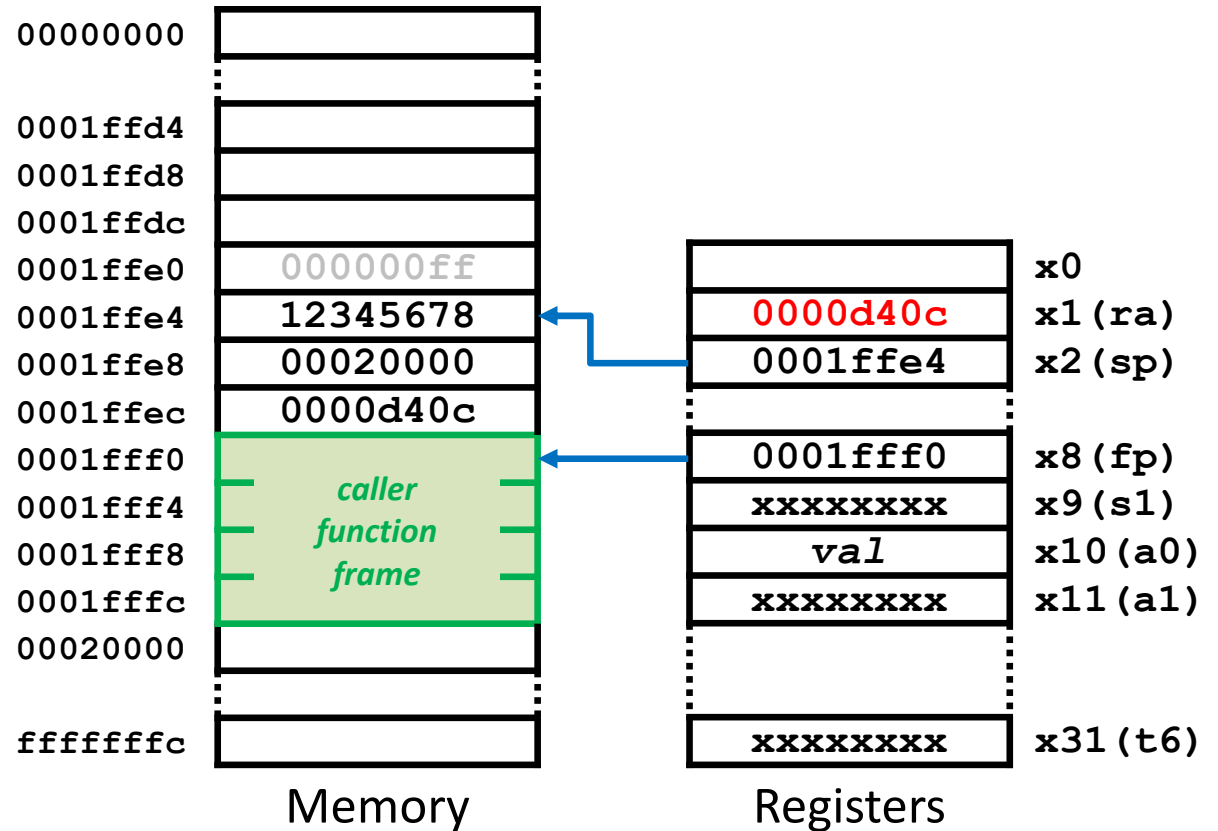 00000000
0001ffd4
0001ffd8
0001ffdc
0001ffe0 000000ff x0
0001ffe4 12345678 0000d40c x1(ra)
0001ffe8 00020000 0001ffe4 x2(sp)
0001ffec 0000d40c
0001fff0 0001fff0 x8(fp)
0001fff4 caller xxxxxxxx x9(s1)
0001fff8 function val x10(a0)
0001fffc frame xxxxxxxx x11(a1)
00020000
fffffffc xxxxxxxx x31(t6)
Memory Registers